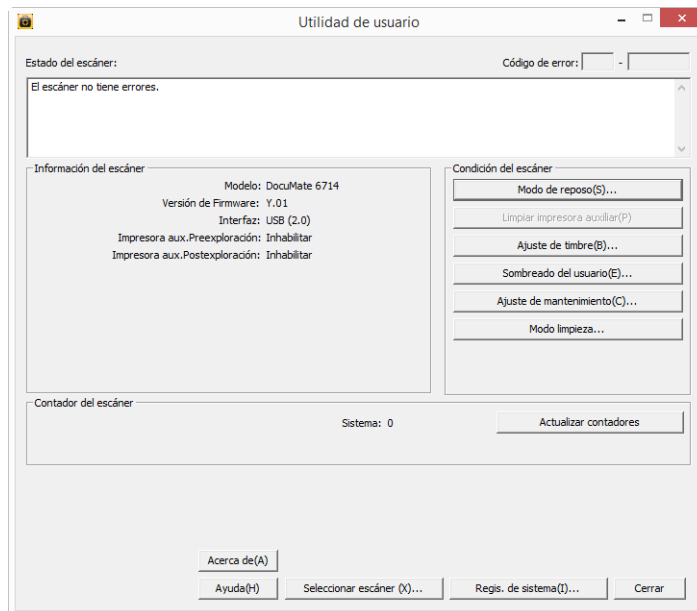 Utilidad de usuario
Estado del escáner:
Código de error:
-
El escáner no tiene errores.
Información del escáner
Modelo: DocuMate 6714
Versión de Firmware: Y.01
Interfaz: USB (2.0)
Impresora aux.Preexploración: Inhabilitar
Impresora aux.Postexploración: Inhabilitar
Condición del escáner
Modo de reposo(S)...
Limpiar impresora auxiliar(P)
Ajuste de timbre(B)...
Sombreado del usuario(E)...
Ajuste de mantenimiento(C)...
Modo limpieza...
Contador del escáner
Sistema: 0
Actualizar contadores
Acerca de(A)
Ayuda(H)
Seleccionar escáner (X)...
Regis. de sistema(I)...
Cerrar